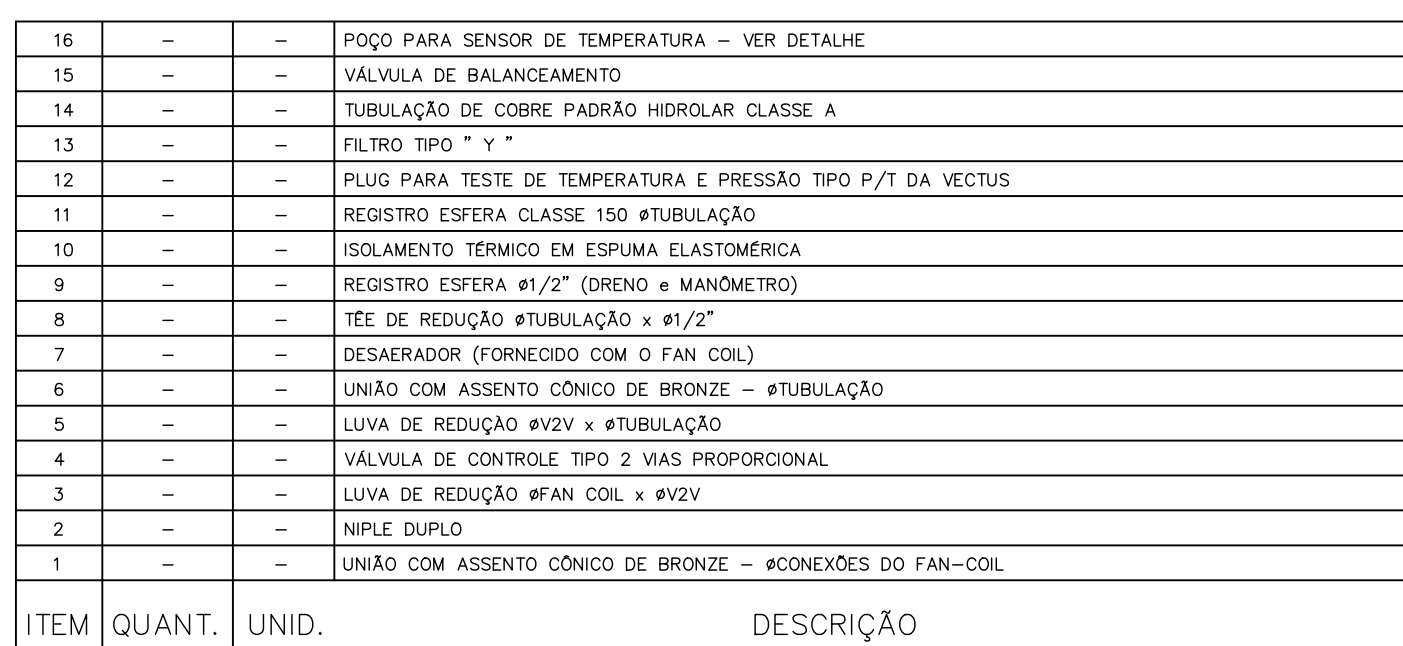 16 – – POÇO PARA SENSOR DE TEMPERATURA – VER DETALHE
15 – – VÁLVULA DE BALANCEAMENTO
14 – – TUBULAÇÃO DE COBRE PADRÃO HIDROLAR CLASSE A
13 – – FILTRO TIPO " Y "
12 – – PLUG PARA TESTE DE TEMPERATURA E PRESSÃO TIPO P/T DA VECTUS
11 – – REGISTRO ESFERA CLASSE 150 øTUBULAÇÃO
10 – – ISOLAMENTO TÉRMICO EM ESPUMA ELASTOMÉRICA
9 – – REGISTRO ESFERA ø1/2" (DRENO e MANÔMETRO)
8 – – TÊE DE REDUÇÃO øTUBULAÇÃO x ø1/2"
7 – – DESAERADOR (FORNECIDO COM O FAN COIL)
6 – – UNIÃO COM ASSENTO CÔNICO DE BRONZE – øTUBULAÇÃO
5 – – LUVA DE REDUÇÀO øV2V x øTUBULAÇÃO
4 – – VÁLVULA DE CONTROLE TIPO 2 VIAS PROPORCIONAL
3 – – LUVA DE REDUÇÃO øFAN COIL x øV2V
2 – – NIPLE DUPLO
1 – – UNIÃO COM ASSENTO CÔNICO DE BRONZE – øCONEXÕES DO FAN–COIL
ITEM QUANT. UNID. DESCRIÇÃO